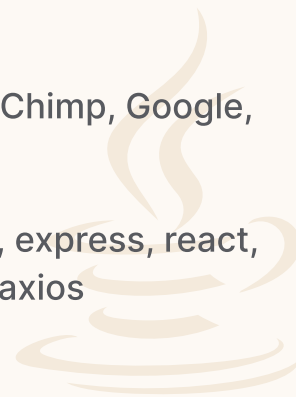 Chimp, Google,
, express, react,
axios